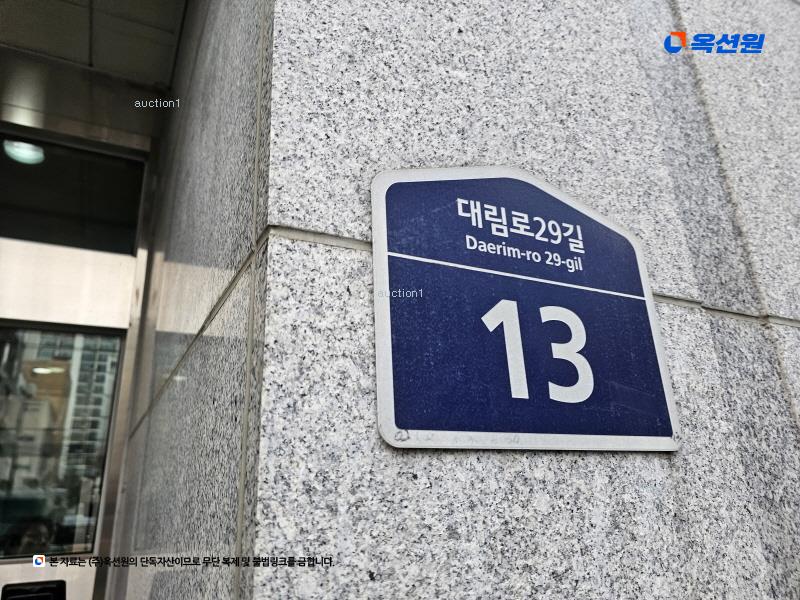 옥션원
auction1
대림로29길
Daerim-ro 29-gil
auction1
13
본 자료는 (주)옥션원의 단독자산이므로 무단 복제 및 불법링크를 금합니다.